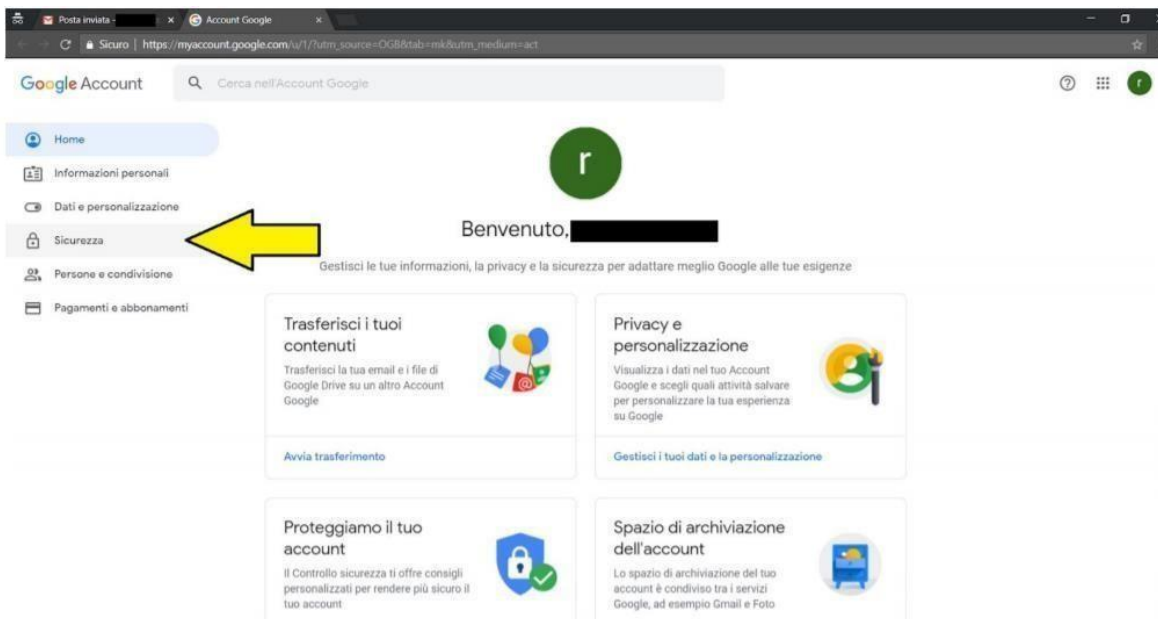 Posta inviata -
Account Google
Sicuro | https://myaccount.google.com/u/1/?utm_source=OGB&tab=mk&utm_medium=act
Google Account
Cerca nell'Account Google
r
Home
Informazioni personali
Dati e personalizzazione
Sicurezza
Persone e condivisione
Pagamenti e abbonamenti
r
Benvenuto,
Gestisci le tue informazioni, la privacy e la sicurezza per adattare meglio Google alle tue esigenze
Trasferisci i tuoi
contenuti
Trasferisci la tua email e i file di
Google Drive su un altro Account
Google
Avvia trasferimento
Privacy e
personalizzazione
Visualizza i dati nel tuo Account
Google e scegli quali attività salvare
per personalizzare la tua esperienza
su Google
Gestisci i tuoi dati e la personalizzazione
Proteggiamo il tuo
account
Il Controllo sicurezza ti offre consigli
personalizzati per rendere più sicuro il
tuo account
Spazio di archiviazione
dell'account
Lo spazio di archiviazione del tuo
account è condiviso tra i servizi
Google, ad esempio Gmail e Foto